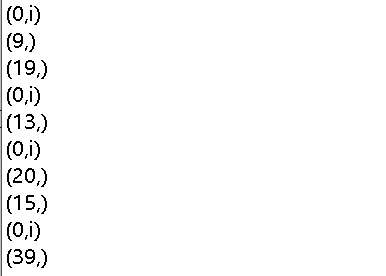 (0,i)
(9,)
(19,)
(0,i)
(13,)
(0,i)
(20,)
(15,)
(0,i)
(39,)